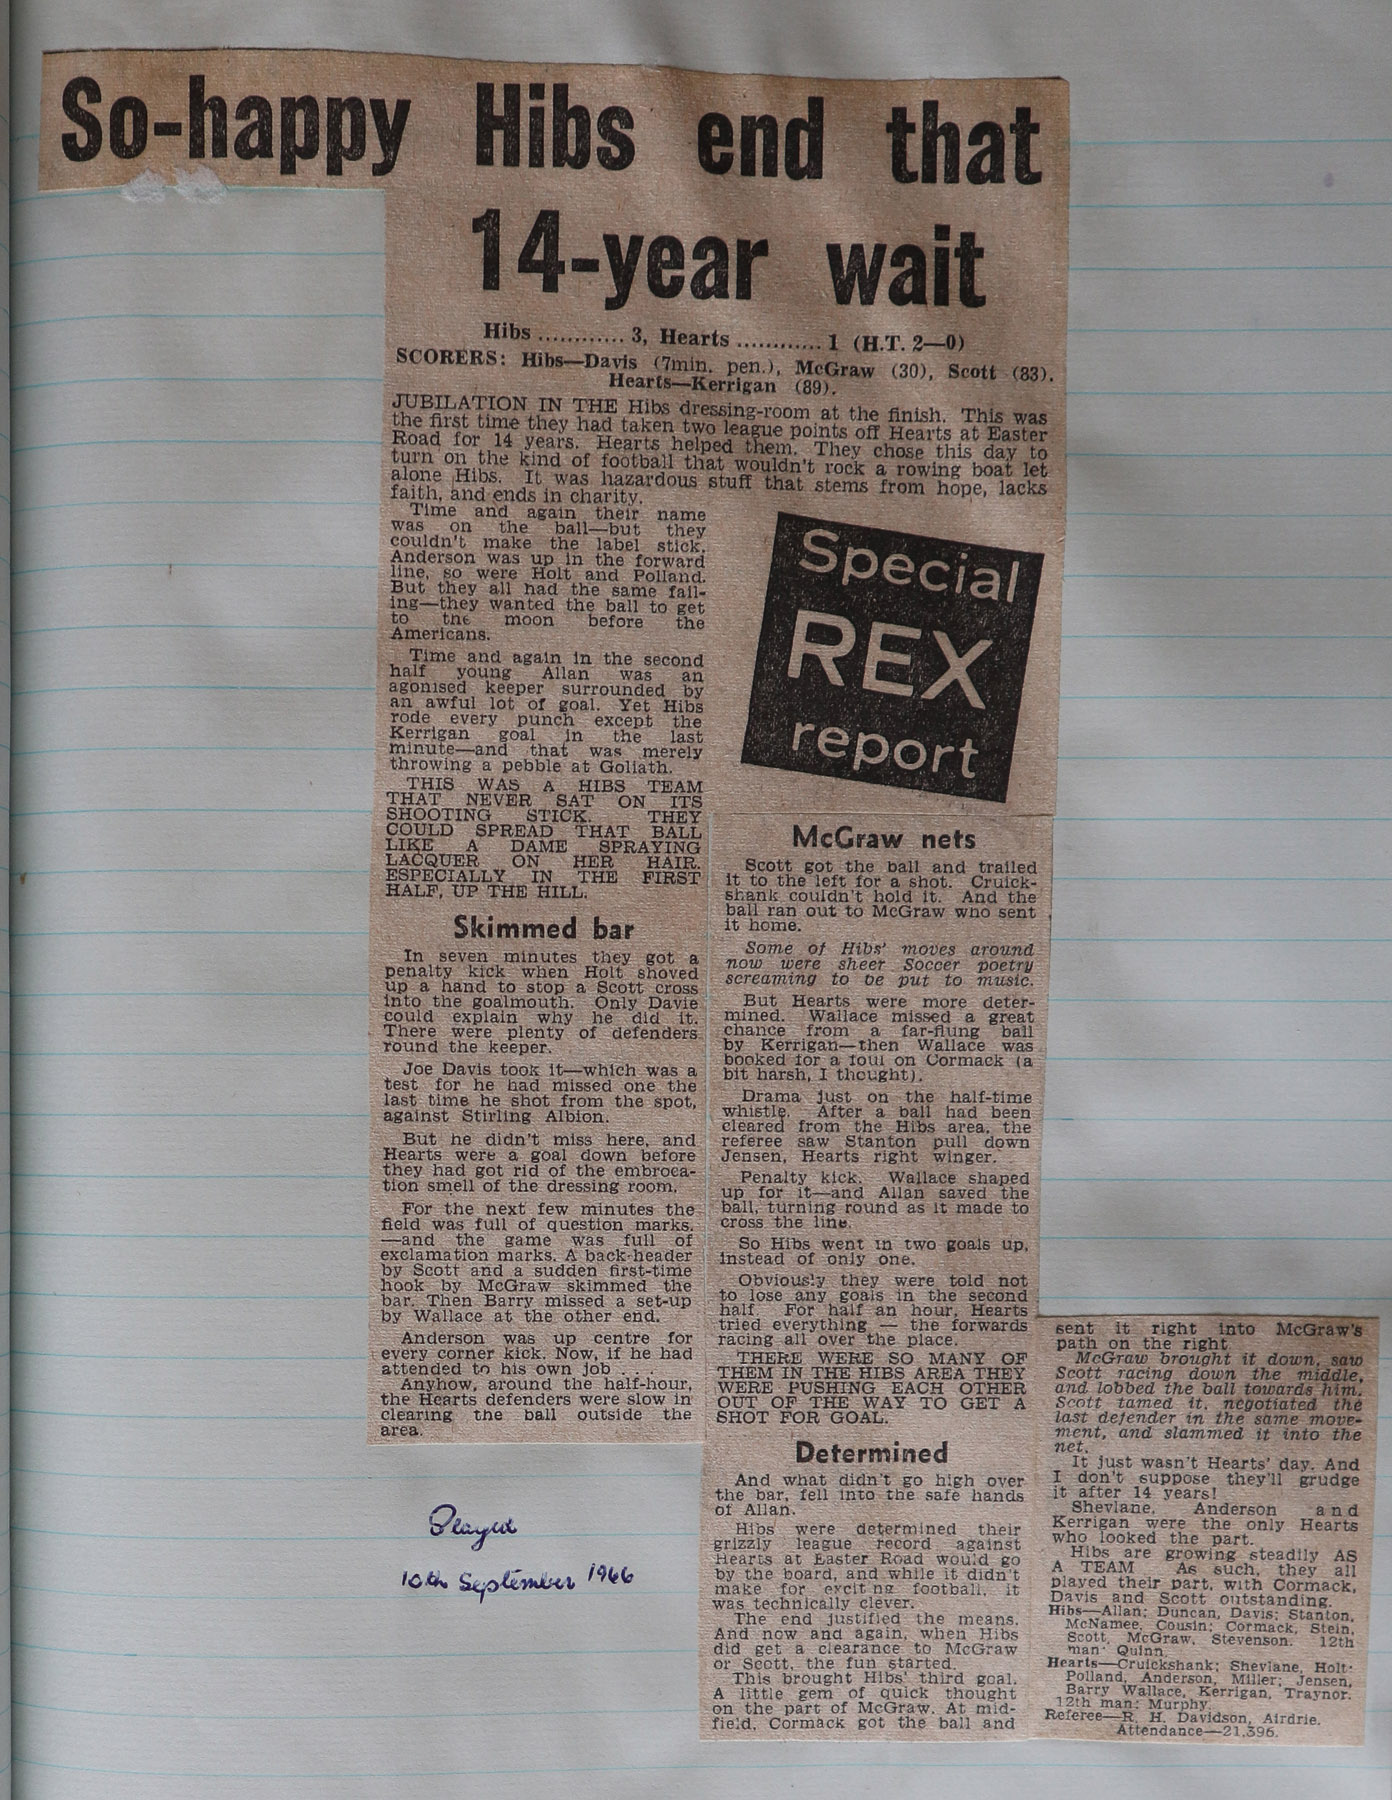 So-happy Hibs end that
14-year wait
Hibs ............ 3, Hearts ............ 1 (H.T. 2—0)
SCORERS: Hibs—Davis (7min. pen.), McGraw (30), Scott (83).
Hearts—Kerrigan (89).
JUBILATION IN THE Hibs dressing-room at the finish. This was
the first time they had taken two league points off Hearts at Easter
Road for 14 years. Hearts helped them. They chose this day to
turn on the kind of football that wouldn't rock a rowing boat let
alone Hibs. It was hazardous stuff that stems from hope, lacks
faith, and ends in charity.
Time and again their name
was on the ball—but they
couldn't make the label stick.
Anderson was up in the forward
line, so were Holt and Polland.
But they all had the same fail-
ing—they wanted the ball to get
to the moon before the
Americans.
Time and again in the second
half young Allan was an
agonised keeper surrounded by
an awful lot of goal. Yet Hibs
rode every punch except the
Kerrigan goal in the last
minute—and that was merely
throwing a pebble at Goliath.
THIS WAS A HIBS TEAM
THAT NEVER SAT ON ITS
SHOOTING STICK. THEY
COULD SPREAD THAT BALL
LIKE A DAME SPRAYING
LACQUER ON HER HAIR.
ESPECIALLY IN THE FIRST
HALF, UP THE HILL.
Skimmed bar
In seven minutes they got a
penalty kick when Holt shoved
up a hand to stop a Scott cross
into the goalmouth. Only Davie
could explain why he did it.
There were plenty of defenders
round the keeper.
Joe Davis took it—which was a
test for he had missed one the
last time he shot from the spot,
against Stirling Albion.
But he didn't miss here, and
Hearts were a goal down before
they had got rid of the embroca-
tion smell of the dressing room.
For the next few minutes the
field was full of question marks.
—and the game was full of
exclamation marks. A back-header
by Scott and a sudden first-time
hook by McGraw skimmed the
bar. Then Barry missed a set-up
by Wallace at the other end.
Anderson was up centre for
every corner kick. Now, if he had
attended to his own job . . . .
Anyhow, around the half-hour,
the Hearts defenders were slow in
clearing the ball outside the
area.
Special
REX
report
McGraw nets
Scott got the ball and trailed
it to the left for a shot. Cruick-
shank couldn't hold it. And the
ball ran out to McGraw who sent
it home.
Some of Hibs' moves around
now were sheer Soccer poetry
screaming to be put to music.
But Hearts were more deter-
mined. Wallace missed a great
chance from a far-flung ball
by Kerrigan—then Wallace was
booked for a foul on Cormack (a
bit harsh, I thought).
Drama just on the half-time
whistle. After a ball had been
cleared from the Hibs area, the
referee saw Stanton pull down
Jensen, Hearts right winger.
Penalty kick. Wallace shaped
up for it—and Allan saved the
ball, turning round as it made to
cross the line.
So Hibs went in two goals up,
instead of only one.
Obviously they were told not
to lose any goals in the second
half. For half an hour, Hearts
tried everything — the forwards
racing all over the place.
THERE WERE SO MANY OF
THEM IN THE HIBS AREA THEY
WERE PUSHING EACH OTHER
OUT OF THE WAY TO GET A
SHOT FOR GOAL.
Determined
And what didn't go high over
the bar, fell into the safe hands
of Allan.
Hibs were determined their
grizzly league record against
Hearts at Easter Road would go
by the board, and while it didn't
make for exciting football, it
was technically clever.
The end justified the means.
And now and again, when Hibs
did get a clearance to McGraw
or Scott, the fun started.
This brought Hibs' third goal.
A little gem of quick thought
on the part of McGraw. At mid-
field, Cormack got the ball and
sent it right into McGraw's
path on the right
McGraw brought it down, saw
Scott racing down the middle,
and lobbed the ball towards him.
Scott tamed it, negotiated the
last defender in the same move-
ment, and slammed it into the
net.
It just wasn't Hearts' day. And
I don't suppose they'll grudge
it after 14 years!
Shevlane, Anderson and
Kerrigan were the only Hearts
who looked the part.
Hibs are growing steadily AS
A TEAM As such, they all
played their part, with Cormack,
Davis and Scott outstanding.
Hibs—Allan; Duncan, Davis; Stanton,
McNamee, Cousin; Cormack, Stein,
Scott, McGraw, Stevenson. 12th
man: Quinn.
Hearts—Cruickshank; Shevlane, Holt;
Polland, Anderson, Miller; Jensen,
Barry Wallace, Kerrigan, Traynor.
12th man: Murphy.
Referee—R. H. Davidson, Airdrie.
Attendance—21,396.
Played
10th September 1966